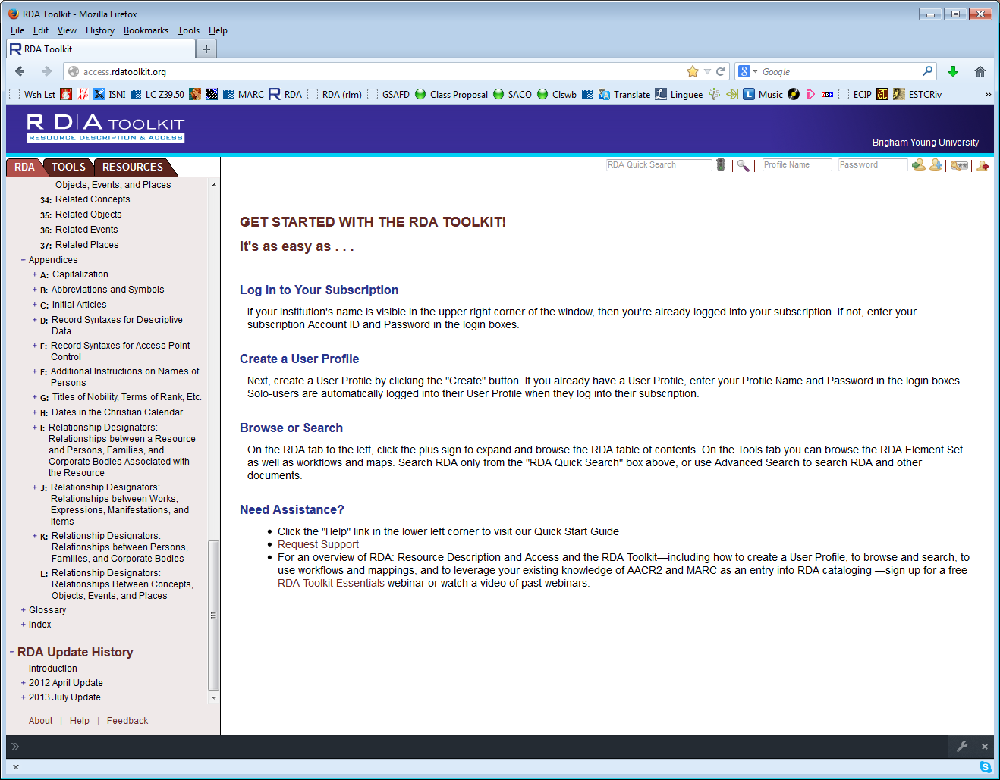 RDA Toolkit - Mozilla Firefox
File Edit View History Bookmarks Tools Help
RDA Toolkit
access.rdatoolkit.org
Google
Wsh Lst ISNI LC Z39.50 MARC RDA RDA (rlm) GSAFD Class Proposal SACO Clswb Translate Linguee Music ECIP ESTCRiv
RDA TOOLKIT
RESOURCE DESCRIPTION & ACCESS
Brigham Young University
RDA TOOLS RESOURCES
RDA Quick Search Profile Name Password
Objects, Events, and Places
34: Related Concepts
35: Related Objects
36: Related Events
37: Related Places
Appendices
A: Capitalization
B: Abbreviations and Symbols
C: Initial Articles
D: Record Syntaxes for Descriptive
Data
E: Record Syntaxes for Access Point
Control
F: Additional Instructions on Names of
Persons
G: Titles of Nobility, Terms of Rank, Etc.
H: Dates in the Christian Calendar
I: Relationship Designators:
Relationships between a Resource
and Persons, Families, and
Corporate Bodies Associated with
the Resource
J: Relationship Designators:
Relationships between Works,
Expressions, Manifestations, and
Items
K: Relationship Designators:
Relationships between Persons,
Families, and Corporate Bodies
L: Relationship Designators:
Relationships Between Concepts,
Objects, Events, and Places
Glossary
Index
RDA Update History
Introduction
2012 April Update
2013 July Update
About | Help | Feedback
GET STARTED WITH THE RDA TOOLKIT!
It's as easy as . . .
Log in to Your Subscription
If your institution's name is visible in the upper right corner of the window, then you're already logged into your subscription. If not, enter your
subscription Account ID and Password in the login boxes.
Create a User Profile
Next, create a User Profile by clicking the "Create" button. If you already have a User Profile, enter your Profile Name and Password in the login boxes.
Solo-users are automatically logged into their User Profile when they log into their subscription.
Browse or Search
On the RDA tab to the left, click the plus sign to expand and browse the RDA table of contents. On the Tools tab you can browse the RDA Element Set
as well as workflows and maps. Search RDA only from the "RDA Quick Search" box above, or use Advanced Search to search RDA and other
documents.
Need Assistance?
Click the "Help" link in the lower left corner to visit our Quick Start Guide
Request Support
For an overview of RDA: Resource Description and Access and the RDA Toolkit—including how to create a User Profile, to browse and search, to
use workflows and mappings, and to leverage your existing knowledge of AACR2 and MARC as an entry into RDA cataloging —sign up for a free
RDA Toolkit Essentials webinar or watch a video of past webinars.